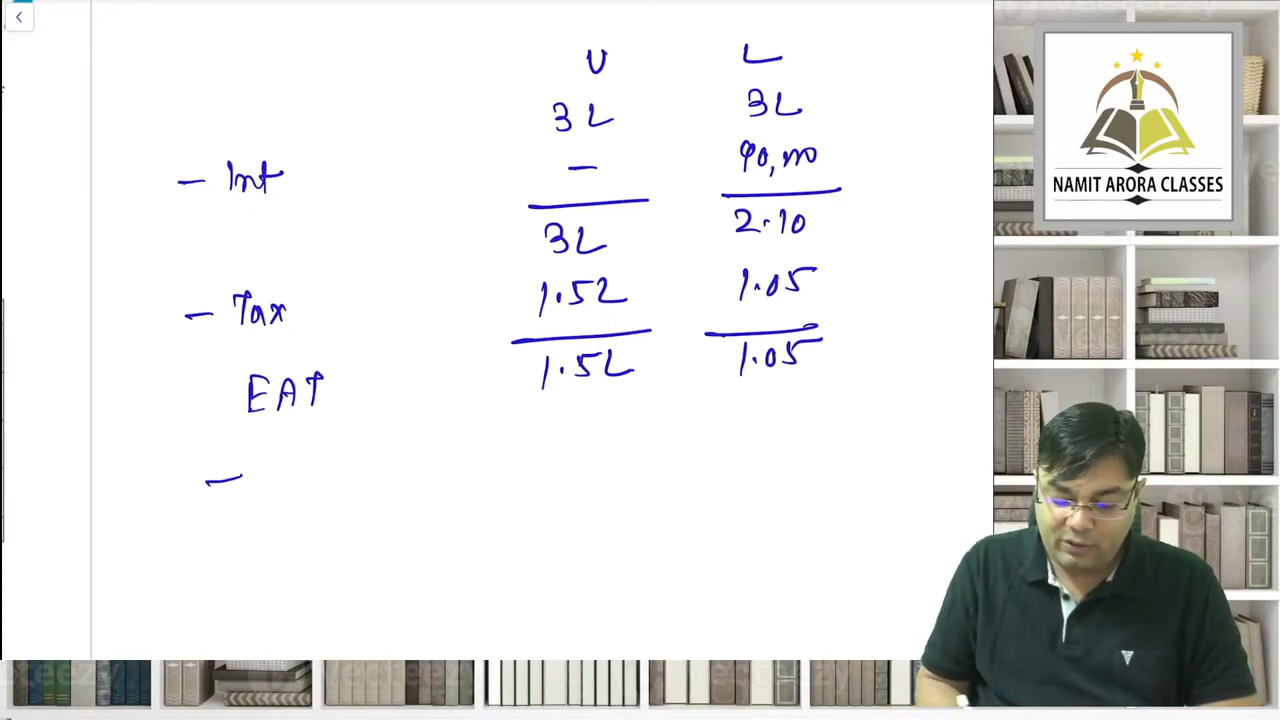 U L
3L 3L
- Int — 90,000
3L 2.10
- Tax 1.5L 1.05
EAT 1.5L 1.05
-
NAMIT ARORA CLASSES